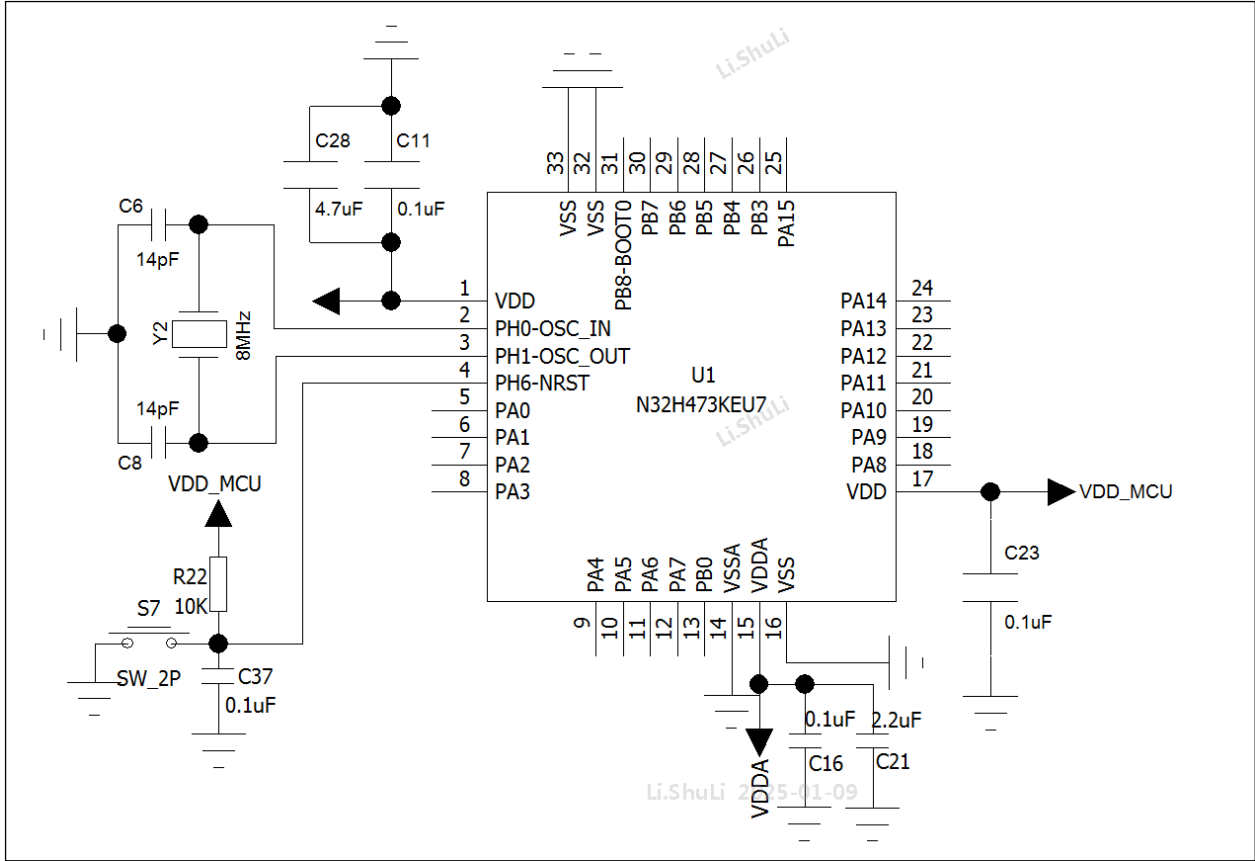 Li.ShuLi
C28
C11
4.7uF
0.1uF
C6
14pF
Y2
8MHz
14pF
C8
33
32
31
30
29
28
27
26
25
VSS
VSS
PB8-BOOT0
PB7
PB6
PB5
PB4
PB3
PA15
1
VDD
2
PH0-OSC_IN
3
PH1-OSC_OUT
4
PH6-NRST
5
PA0
6
PA1
7
PA2
8
PA3
U1
N32H473KEU7
Li.ShuLi
PA14
24
PA13
23
PA12
22
PA11
21
PA10
20
PA9
19
PA8
18
VDD
17
VDD_MCU
C23
0.1uF
VDD_MCU
R22
10K
S7
SW_2P
C37
0.1uF
PA4
PA5
PA6
PA7
PB0
VSSA
VDDA
VSS
9
10
11
12
13
14
15
16
0.1uF
2.2uF
C16
C21
VDDA
Li.ShuLi 2025-01-09